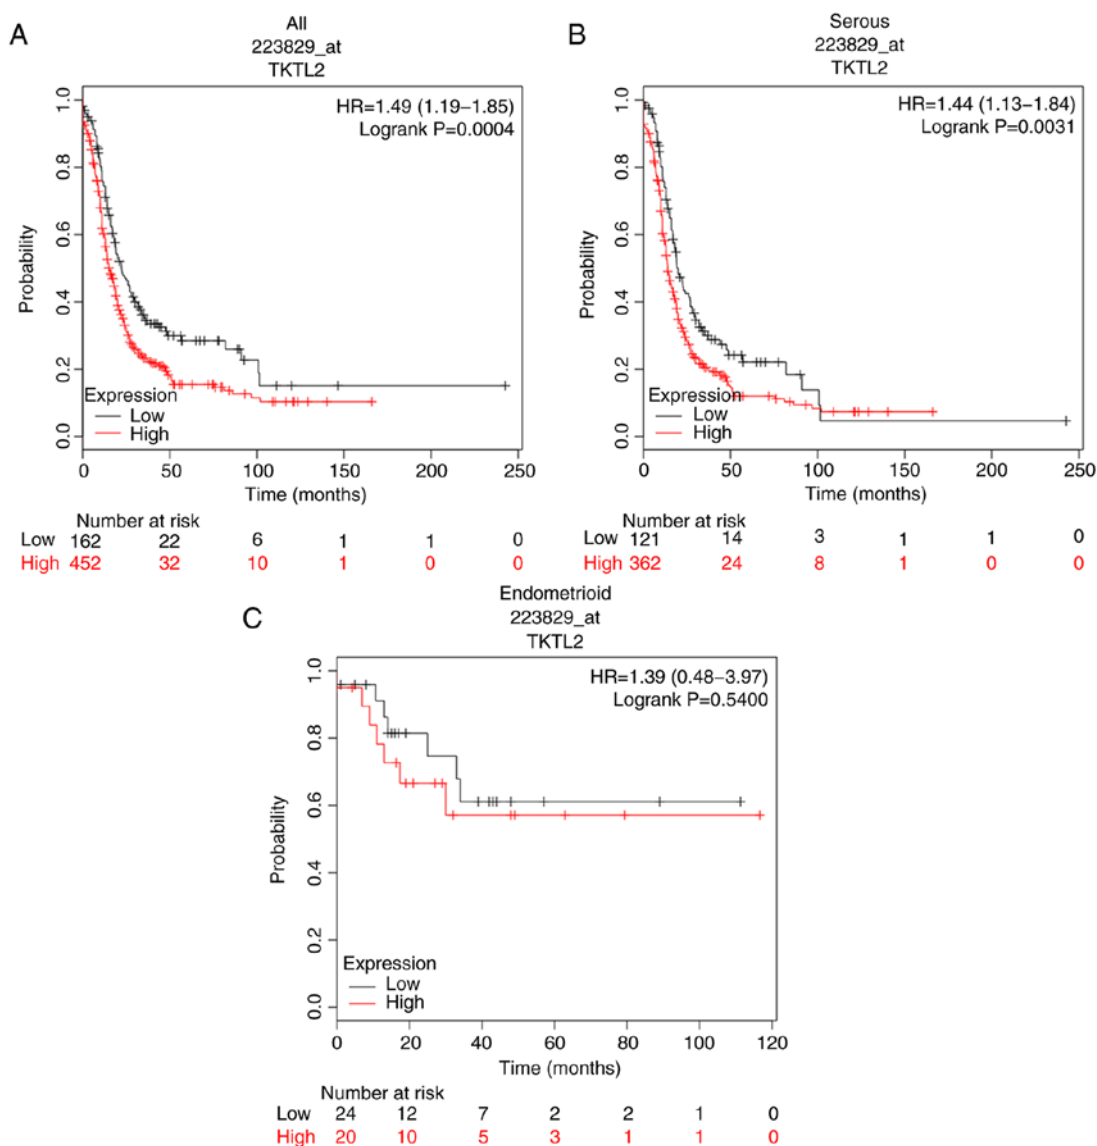 A
All
223829_at
TKTL2
HR=1.49 (1.19–1.85)
Logrank P=0.0004
Probability
1.0
0.8
0.6
0.4
0.2
0.0
Expression
Low
High
0 50 100 150 200 250
Time (months)
Number at risk
Low 162 22 6 1 1 0
High 452 32 10 1 0 0
B
Serous
223829_at
TKTL2
HR=1.44 (1.13–1.84)
Logrank P=0.0031
Probability
1.0
0.8
0.6
0.4
0.2
0.0
Expression
Low
High
0 50 100 150 200 250
Time (months)
Number at risk
Low 121 14 3 1 1 0
High 362 24 8 1 0 0
C
Endometrioid
223829_at
TKTL2
HR=1.39 (0.48–3.97)
Logrank P=0.5400
Probability
1.0
0.8
0.6
0.4
0.2
0.0
Expression
Low
High
0 20 40 60 80 100 120
Time (months)
Number at risk
Low 24 12 7 2 2 1 0
High 20 10 5 3 1 1 0